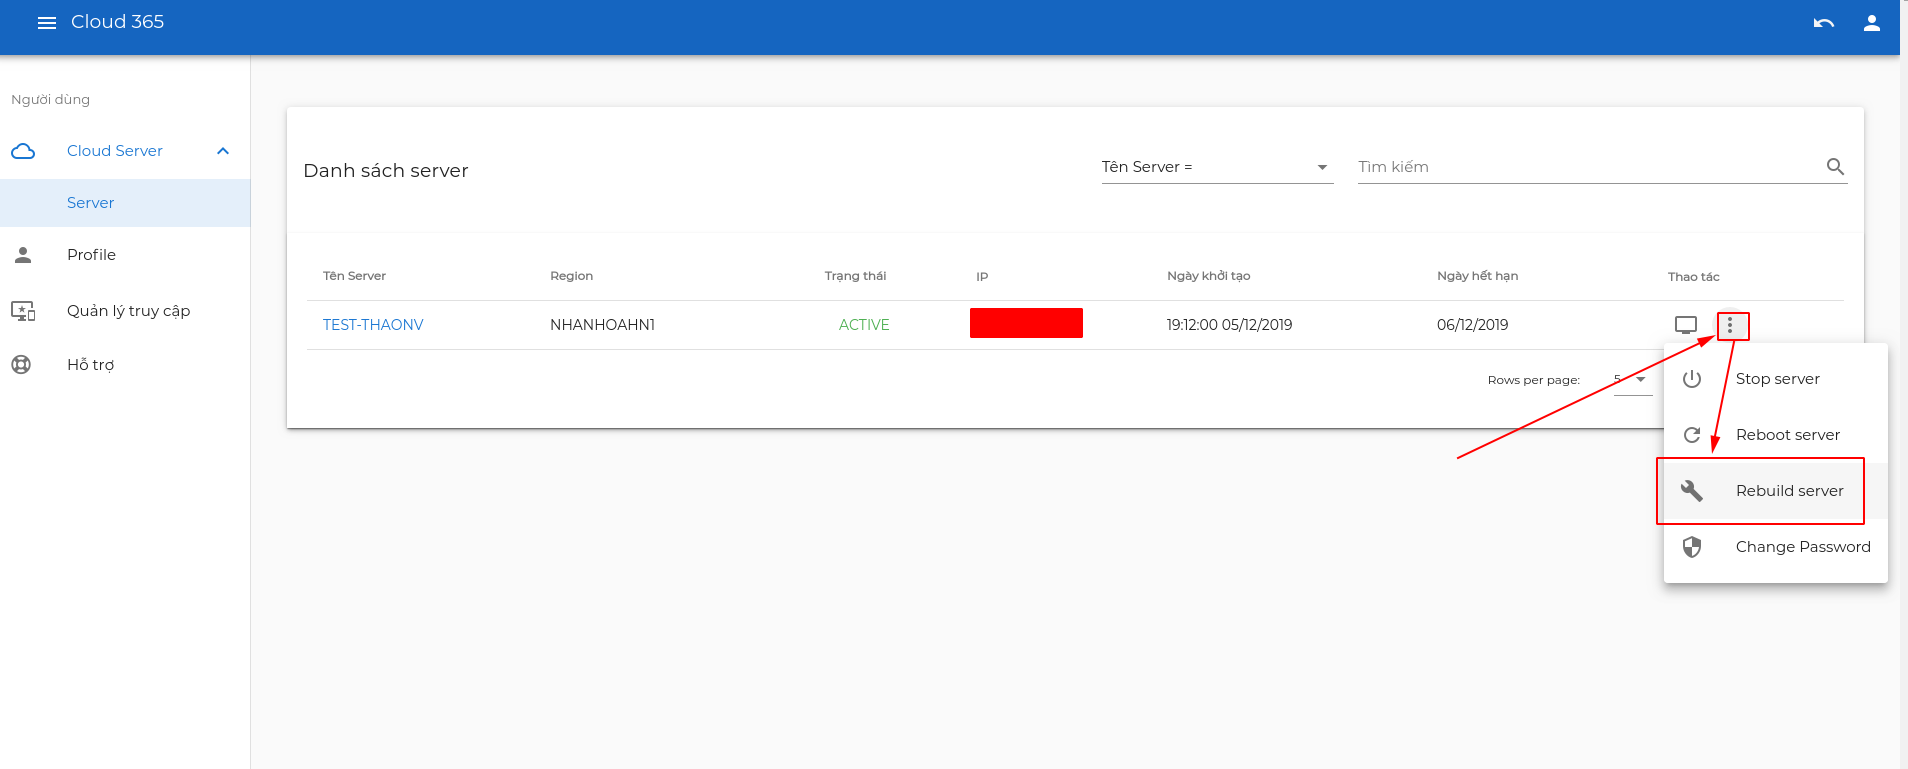 Cloud 365
Người dùng
Cloud Server
Server
Profile
Quản lý truy cập
Hỗ trợ
Danh sách server
Tên Server =
Tìm kiếm
Tên Server Region Trạng thái IP Ngày khởi tạo Ngày hết hạn Thao tác
TEST-THAONV NHANHOAHN1 ACTIVE 19:12:00 05/12/2019 06/12/2019
Rows per page: 5
Stop server
Reboot server
Rebuild server
Change Password